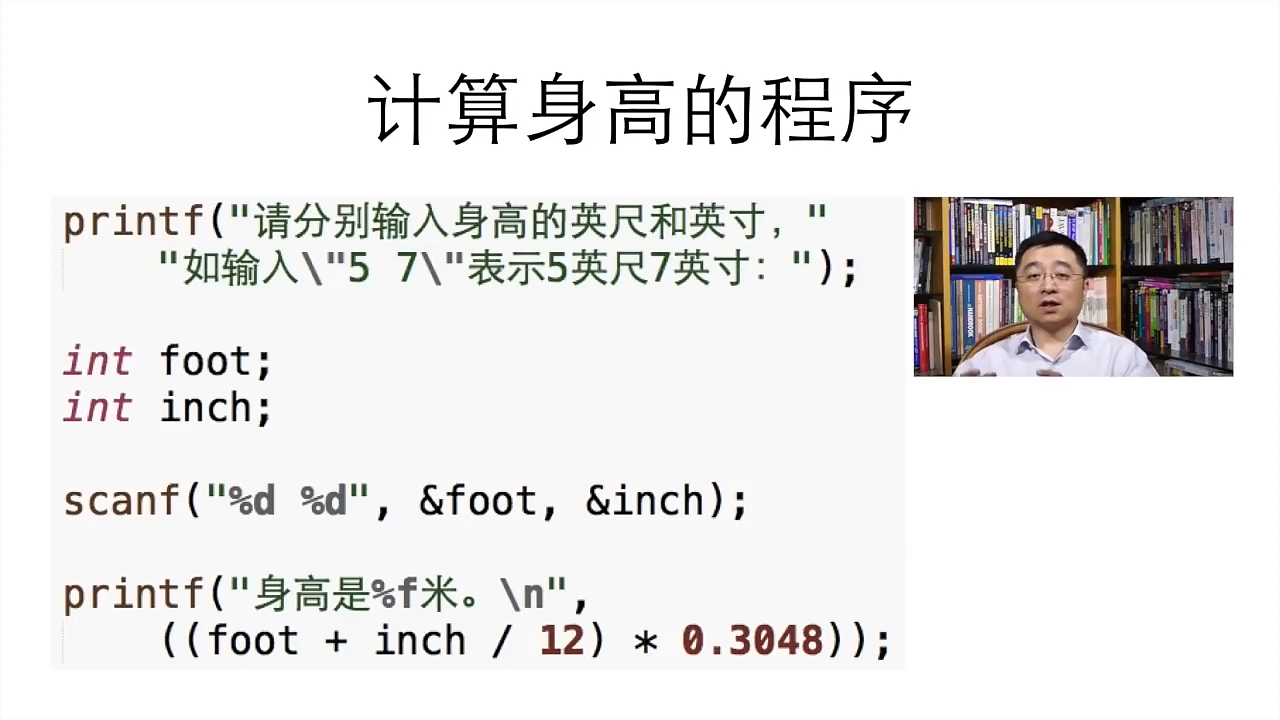 计算身高的程序
printf("请分别输入身高的英尺和英寸，"
"如输入\"5 7\"表示5英尺7英寸：");
int foot;
int inch;
scanf("%d %d", &foot, &inch);
printf("身高是%f米。\n",
((foot + inch / 12) * 0.3048));